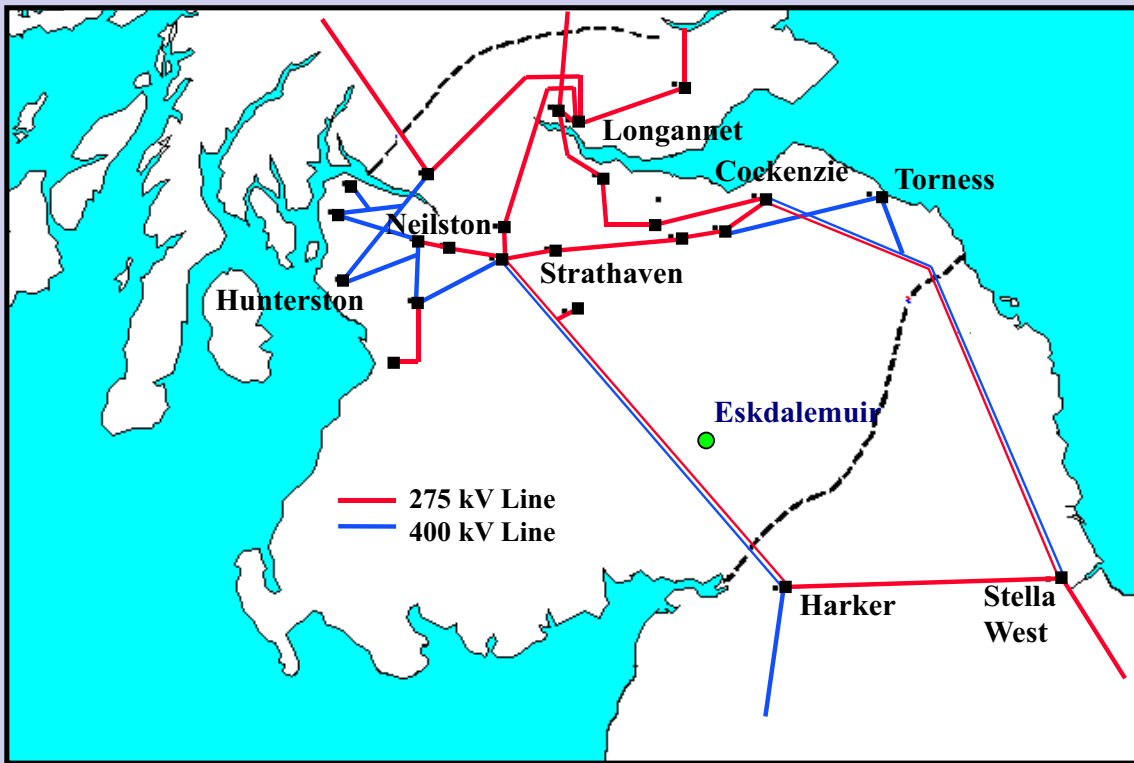 Longannet
Cockenzie
Torness
Neilston
Strathaven
Hunterston
Eskdalemuir
275 kV Line
400 kV Line
Harker
Stella
West